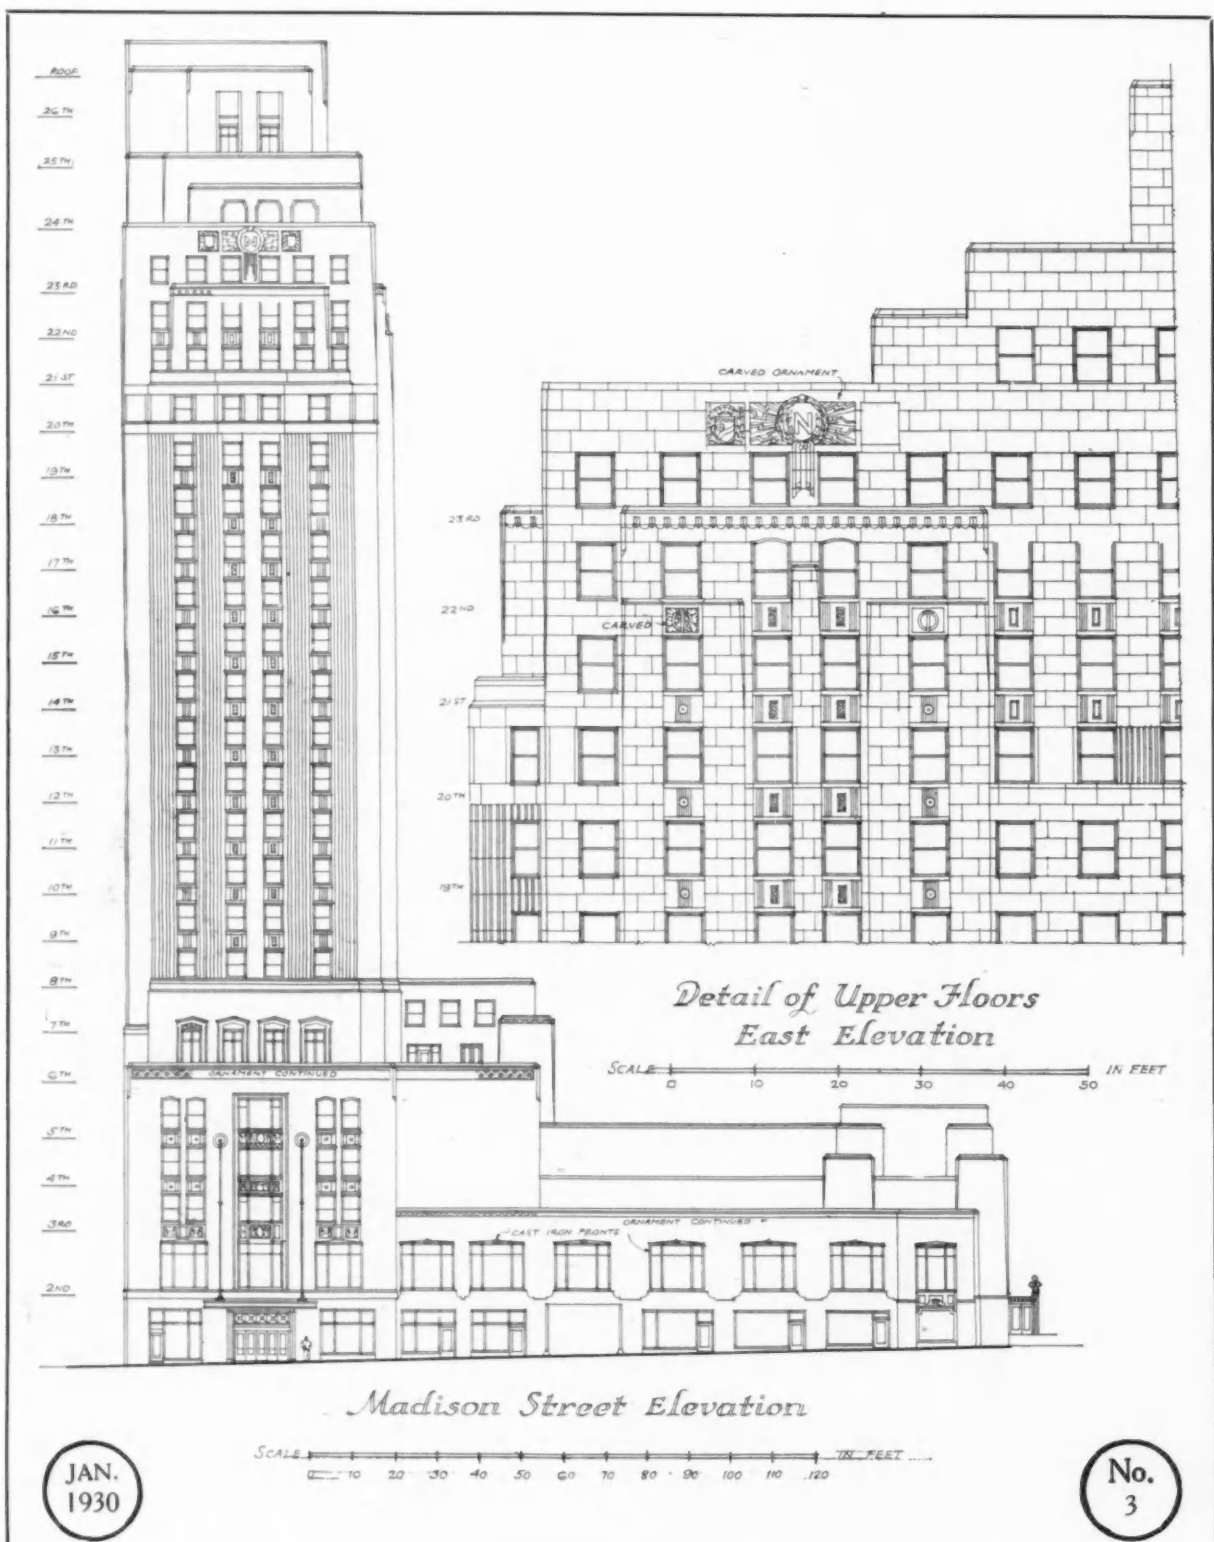 ROOF
26TH
25TH
24TH
23RD
22ND
21ST
20TH
19TH
18TH
17TH
16TH
15TH
14TH
13TH
12TH
11TH
10TH
9TH
8TH
7TH
6TH
5TH
4TH
3RD
2ND
N
ORNAMENT CONTINUED
CAST IRON FRONTS
ORNAMENT CONTINUED
CARVED ORNAMENT
N
23RD
22ND
CARVED
21ST
20TH
19TH
Detail of Upper Floors
East Elevation
SCALE IN FEET
0 10 20 30 40 50
Madison Street Elevation
SCALE IN FEET
0 10 20 30 40 50 60 70 80 90 100 110 120
JAN.
1930
No.
3